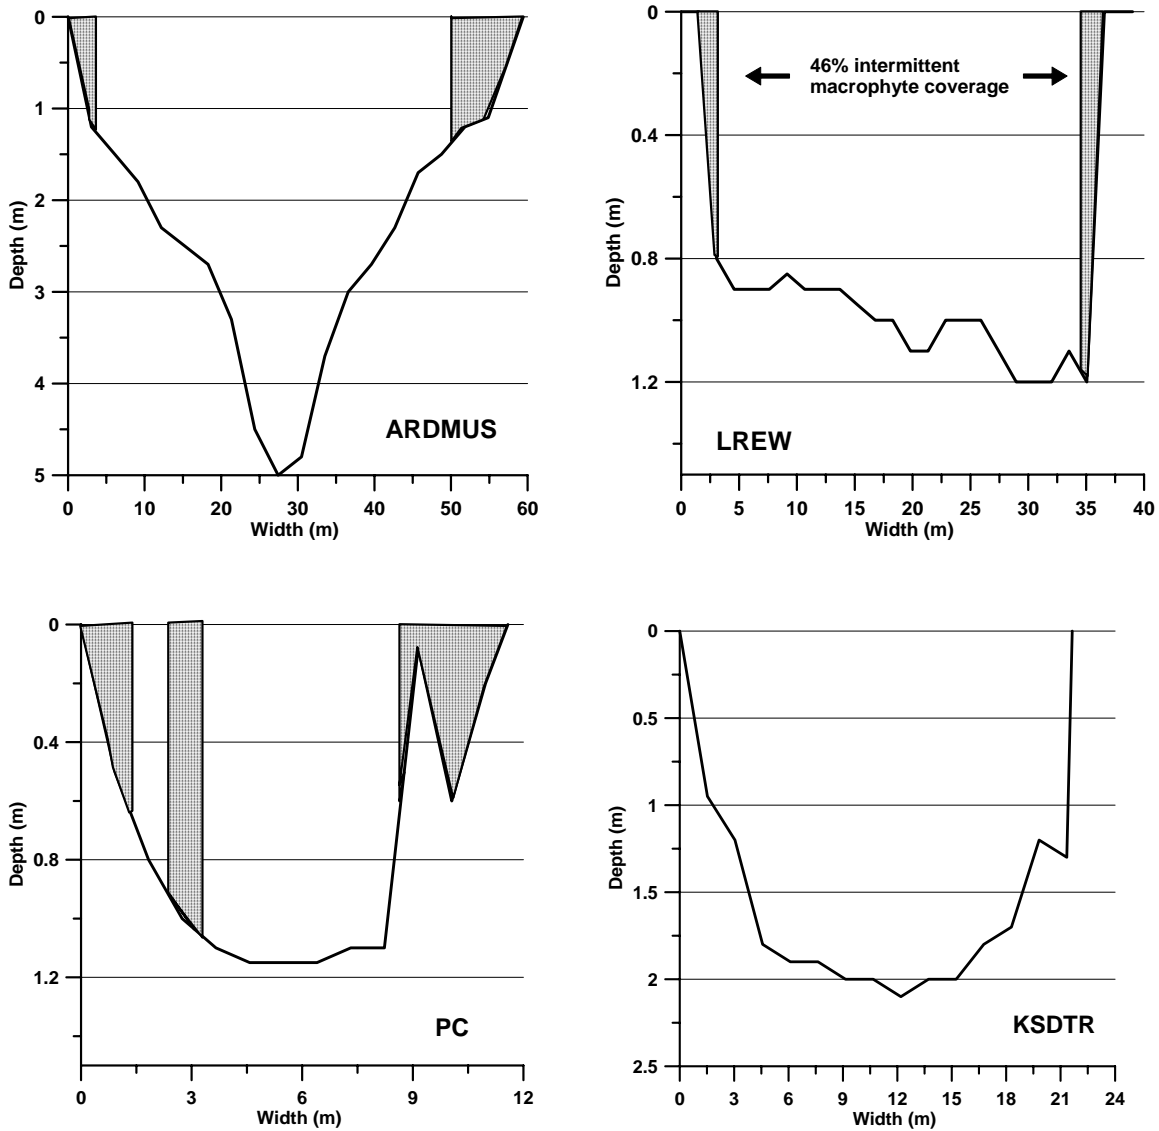 0
1
2
3
4
5
Depth (m)
ARDMUS
0 10 20 30 40 50 60
Width (m)
0
0.4
0.8
1.2
Depth (m)
46% intermittent
macrophyte coverage
LREW
0 5 10 15 20 25 30 35 40
Width (m)
0
0.4
0.8
1.2
Depth (m)
PC
0 3 6 9 12
Width (m)
0
0.5
1
1.5
2
2.5
Depth (m)
KSDTR
0 3 6 9 12 15 18 21 24
Width (m)